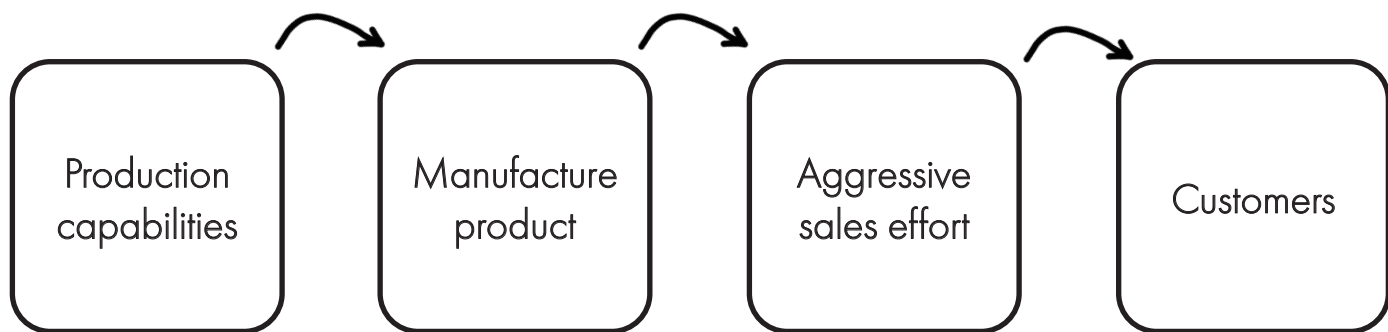 Production
capabilities
Manufacture
product
Aggressive
sales effort
Customers